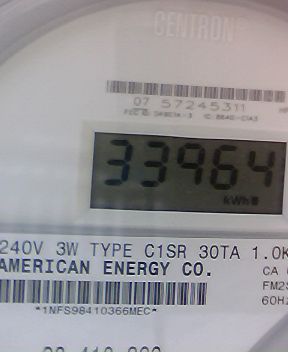 CENTRON
07 57245311
33964
kWh
240V 3W TYPE C1SR 30TA 1.0K
AMERICAN ENERGY CO.
CA
FM2S
60Hz
*1NFS98410366MEC*